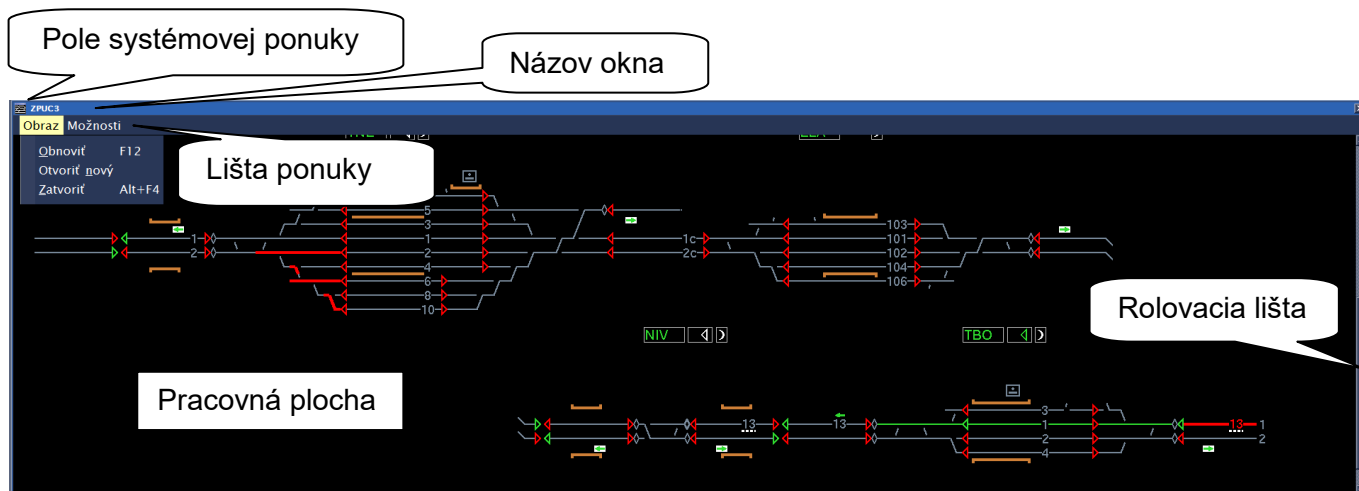 Pole systémovej ponuky
Názov okna
ZPUC3
Obraz Možnosti
Obnoviť F12
Otvoriť nový
Zatvoriť Alt+F4
Lišta ponuky
5
3
103
1 1 1c 101
2 2 2c 102
4 104
6 106
8
10
Rolovacia lišta
NIV TBO
Pracovná plocha
3
13 13 1 13 1
2 2
4